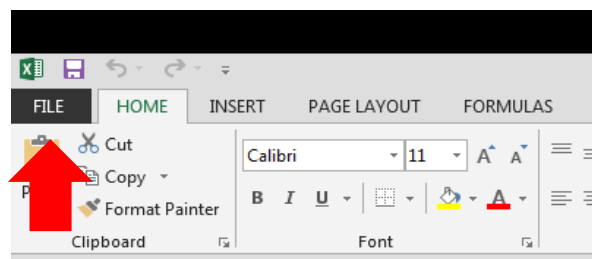 FILE HOME INSERT PAGE LAYOUT FORMULAS
Cut
Calibri 11 A A
Copy
Format Painter
B I U A
Clipboard Font